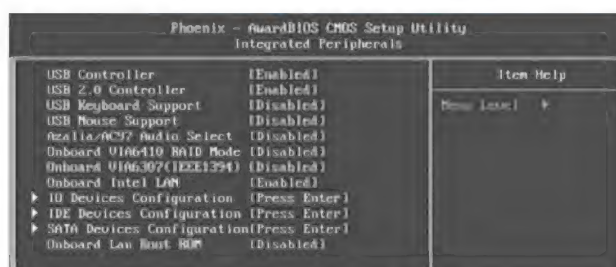 Phoenix - AwardBIOS CMOS Setup Utility
Integrated Peripherals
USB Controller [Enabled]
USB 2.0 Controller [Enabled]
USB Keyboard Support [Disabled]
USB Mouse Support [Disabled]
Azalia/AC97 Audio Select [Disabled]
Onboard VIA6410 RAID Mode [Disabled]
Onboard VIA6307(IEEE1394) [Disabled]
Onboard Intel LAN [Enabled]
IO Devices Configuration [Press Enter]
IDE Devices Configuration [Press Enter]
SATA Devices Configuration[Press Enter]
Onboard Lan Boot ROM [Disabled]
Item Help
Menu Level